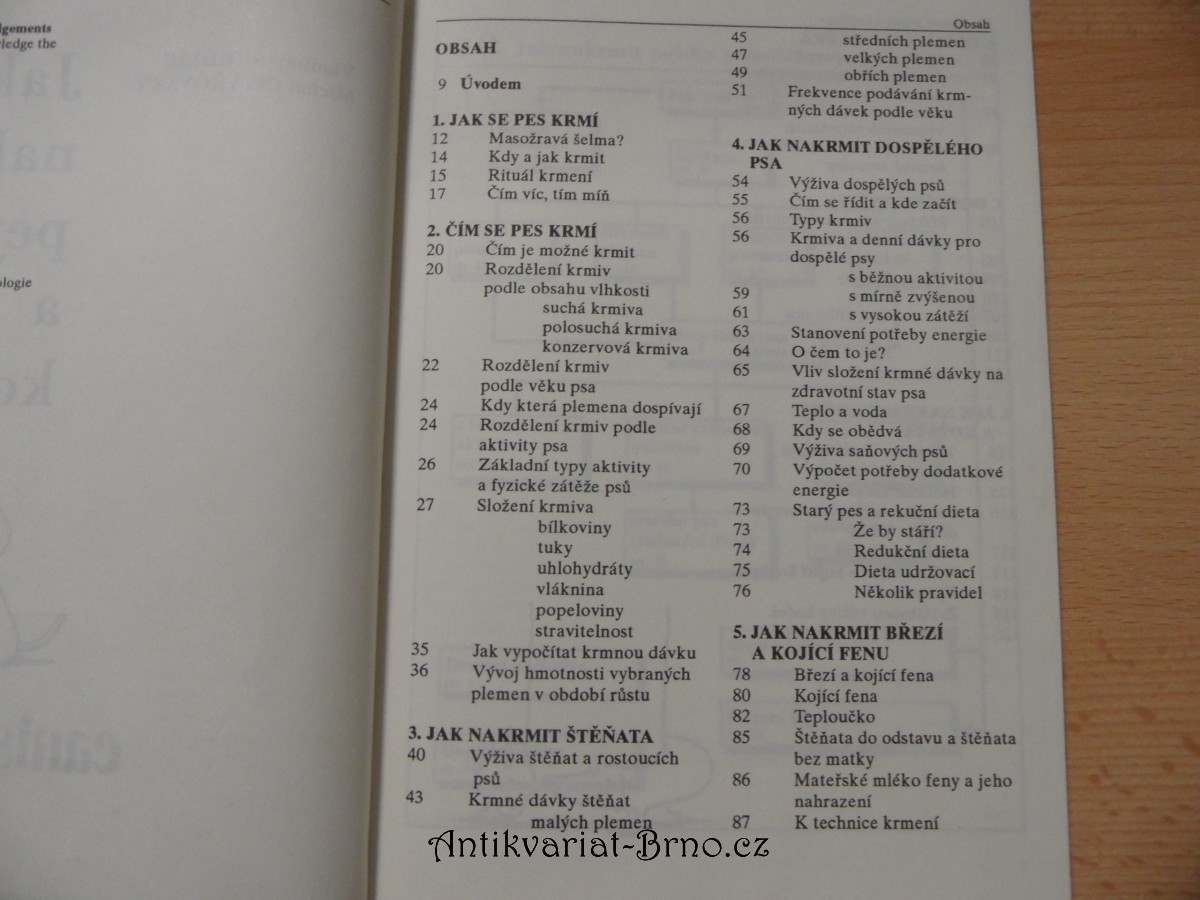 dgements
ledge the
ologie
Obsah
OBSAH
9 Úvodem
1. JAK SE PES KRMÍ
12 Masožravá šelma?
14 Kdy a jak krmit
15 Rituál krmení
17 Čím víc, tím míň
2. ČÍM SE PES KRMÍ
20 Čím je možné krmit
20 Rozdělení krmiv
podle obsahu vlhkosti
suchá krmiva
polosuchá krmiva
konzervová krmiva
22 Rozdělení krmiv
podle věku psa
24 Kdy která plemena dospívají
24 Rozdělení krmiv podle
aktivity psa
26 Základní typy aktivity
a fyzické zátěže psů
27 Složení krmiva
bílkoviny
tuky
uhlohydráty
vláknina
popeloviny
stravitelnost
35 Jak vypočítat krmnou dávku
36 Vývoj hmotnosti vybraných
plemen v období růstu
3. JAK NAKRMIT ŠTĚŇATA
40 Výživa štěňat a rostoucích
psů
43 Krmné dávky štěňat
malých plemen
45 středních plemen
47 velkých plemen
49 obřích plemen
51 Frekvence podávání krm-
ných dávek podle věku
4. JAK NAKRMIT DOSPĚLÉHO
PSA
54 Výživa dospělých psů
55 Čím se řídit a kde začít
56 Typy krmiv
56 Krmiva a denní dávky pro
dospělé psy
s běžnou aktivitou
59 s mírně zvýšenou
61 s vysokou zátěží
63 Stanovení potřeby energie
64 O čem to je?
65 Vliv složení krmné dávky na
zdravotní stav psa
67 Teplo a voda
68 Kdy se obědvá
69 Výživa saňových psů
70 Výpočet potřeby dodatkové
energie
73 Starý pes a rekuční dieta
73 Že by stáří?
74 Redukční dieta
75 Dieta udržovací
76 Několik pravidel
5. JAK NAKRMIT BŘEZÍ
A KOJÍCÍ FENU
78 Březí a kojící fena
80 Kojící fena
82 Teploučko
85 Štěňata do odstavu a štěňata
bez matky
86 Mateřské mléko feny a jeho
nahrazení
87 K technice krmení
Antikvariat-Brno.cz